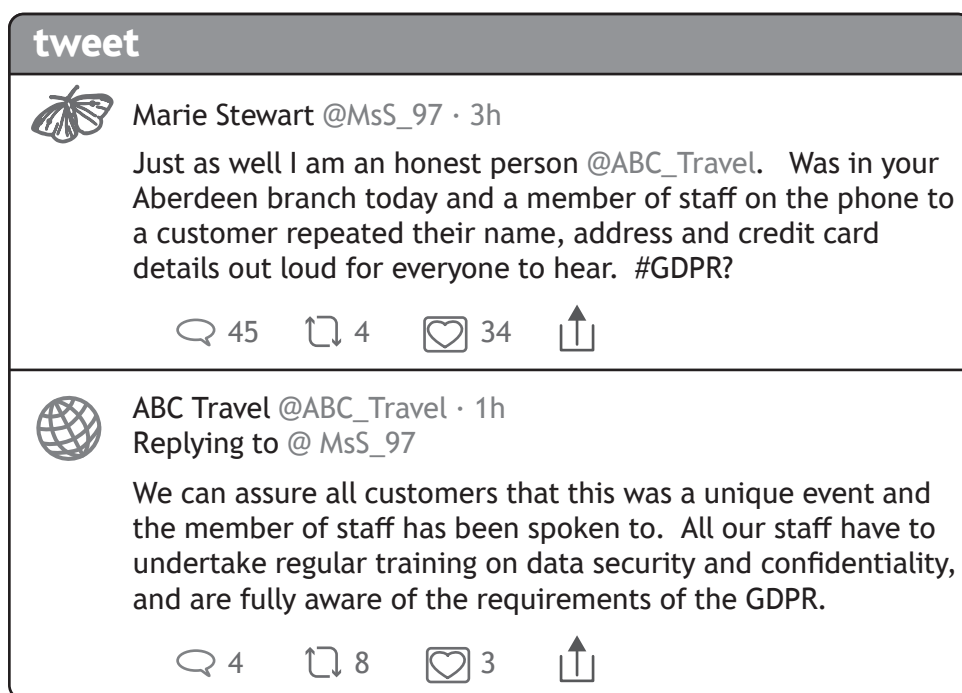 tweet
Marie Stewart @MsS_97 · 3h
Just as well I am an honest person @ABC_Travel.   Was in your
Aberdeen branch today and a member of staff on the phone to
a customer repeated their name, address and credit card
details out loud for everyone to hear.  #GDPR?
45 4 34
ABC Travel @ABC_Travel · 1h
Replying to @ MsS_97
We can assure all customers that this was a unique event and
the member of staff has been spoken to.  All our staff have to
undertake regular training on data security and confidentiality,
and are fully aware of the requirements of the GDPR.
4 8 3